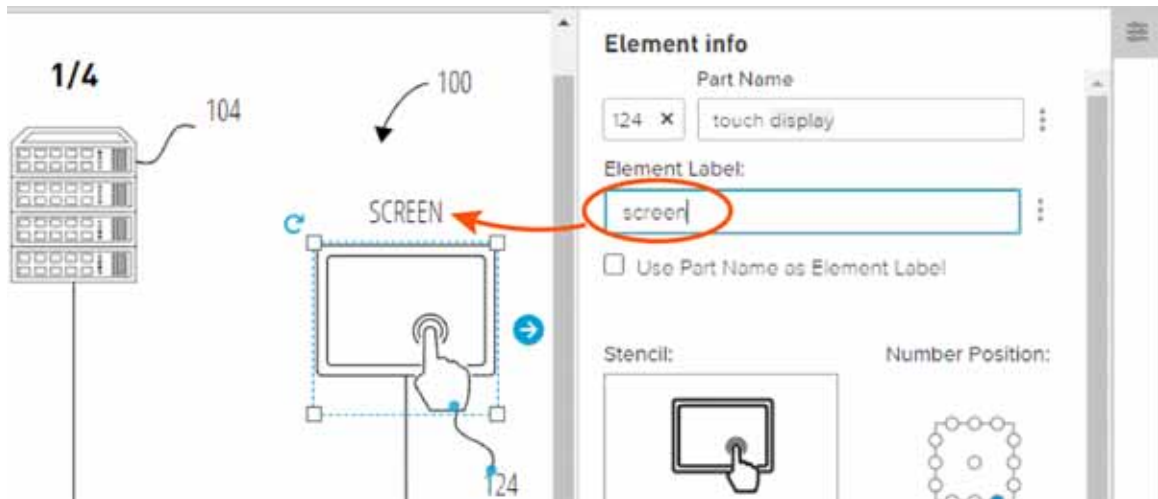 1/4
104
100
SCREEN
124
Element info
Part Name
124 ×
touch display
Element Label:
screen
Use Part Name as Element Label
Stencil:
Number Position: